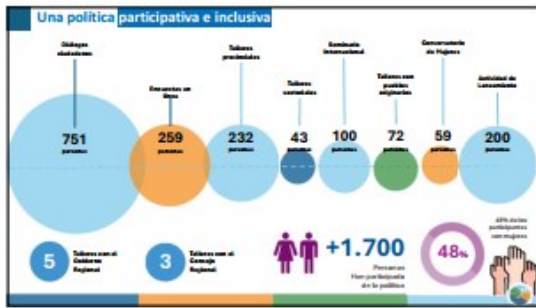 Una política participativa e inclusiva
Diálogos
ciudadanos
751
personas
Encuestas en
línea
259
personas
Talleres
provinciales
232
personas
Talleres
sectoriales
43
personas
Seminario
Internacional
100
personas
Talleres con
pueblos
originarios
72
personas
Conversatorio
de Mujeres
59
personas
Actividad de
Lanzamiento
200
personas
5
Talleres con el
Gobierno
Regional
3
Talleres con el
Consejo
Regional
+1.700
Personas
Han participado
de la política
48%
48% de los
participantes
son mujeres